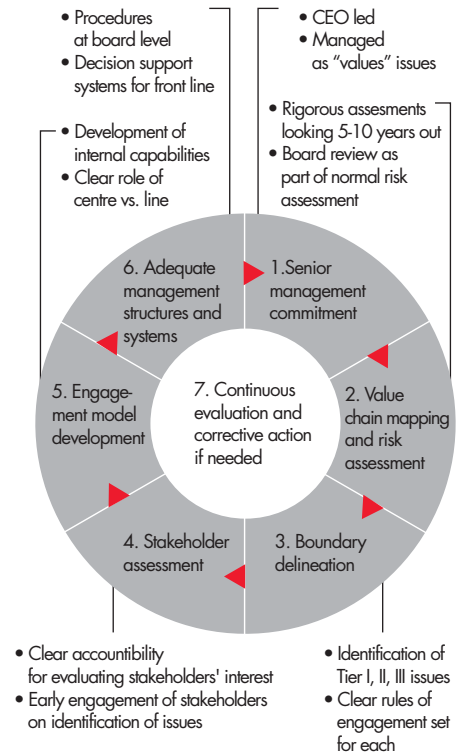 • Procedures
at board level
• Decision support
systems for front line
• CEO led
• Managed
as “values” issues
• Development of
internal capabilities
• Clear role of
centre vs. line
• Rigorous assesments
looking 5-10 years out
• Board review as
part of normal risk
assessment
1.Senior
management
commitment
2. Value
chain mapping
and risk
assessment
3. Boundary
delineation
4. Stakeholder
assessment
5. Engage-
ment model
development
6. Adequate
management
structures and
systems
7. Continuous
evaluation and
corrective action
if needed
• Clear accountibility
for evaluating stakeholders' interest
• Early engagement of stakeholders
on identification of issues
• Identification of
Tier I, II, III issues
• Clear rules of
engagement set
for each